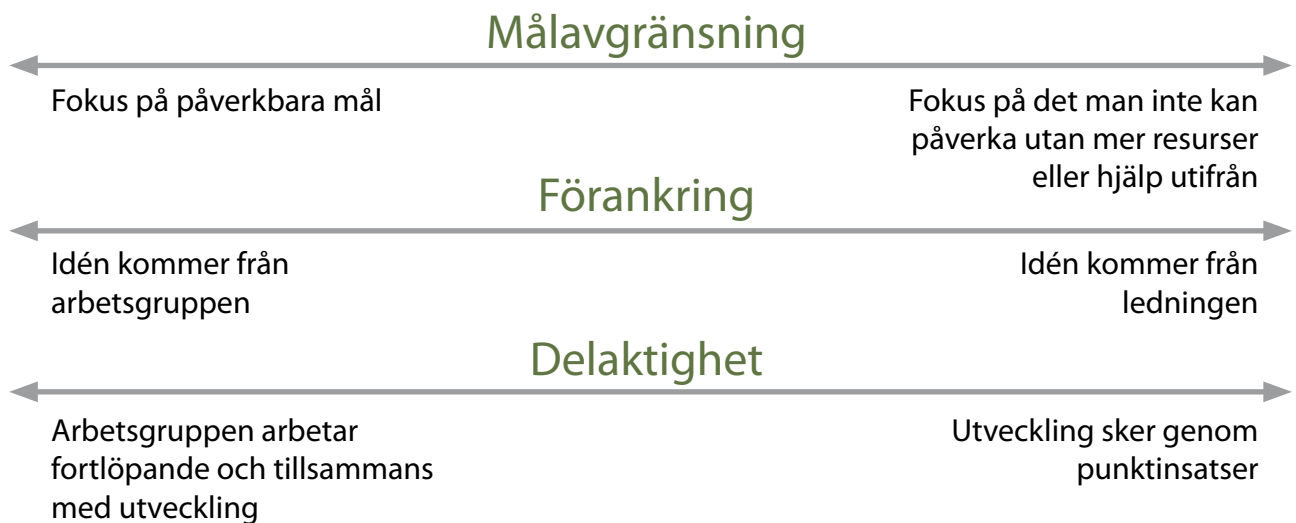 Målavgränsning
Fokus på påverkbara mål
Fokus på det man inte kan
påverka utan mer resurser
eller hjälp utifrån
Förankring
Idén kommer från
arbetsgruppen
Idén kommer från
ledningen
Delaktighet
Arbetsgruppen arbetar
fortlöpande och tillsammans
med utveckling
Utveckling sker genom
punktinsatser